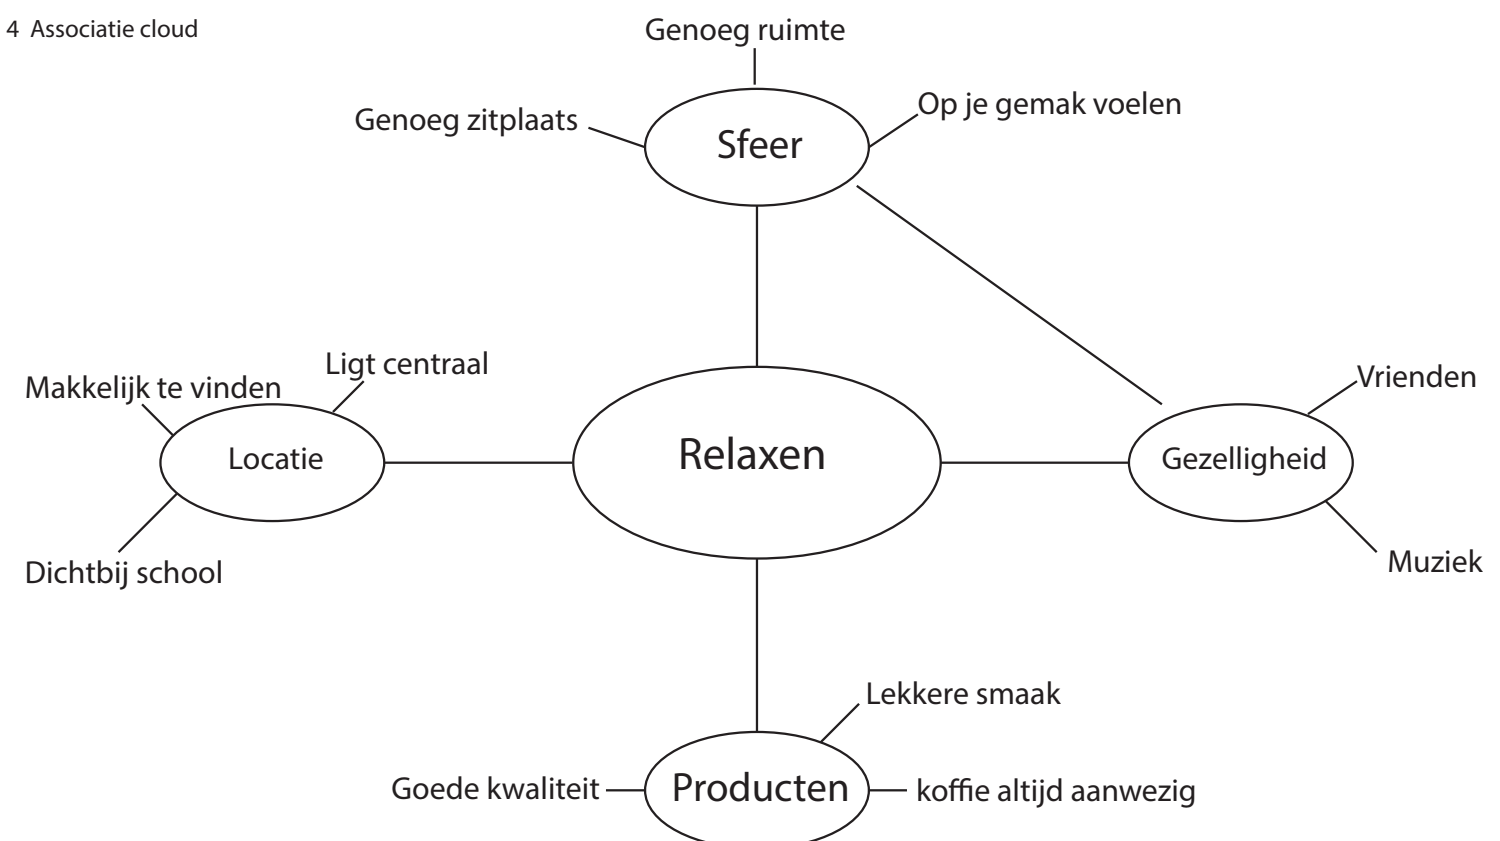 4 Associatie cloud
Genoeg ruimte
Op je gemak voelen
Genoeg zitplaats
Sfeer
Ligt centraal
Makkelijk te vinden
Vrienden
Locatie
Relaxen
Gezelligheid
Dichtbij school
Muziek
Lekkere smaak
Goede kwaliteit
Producten
koffie altijd aanwezig